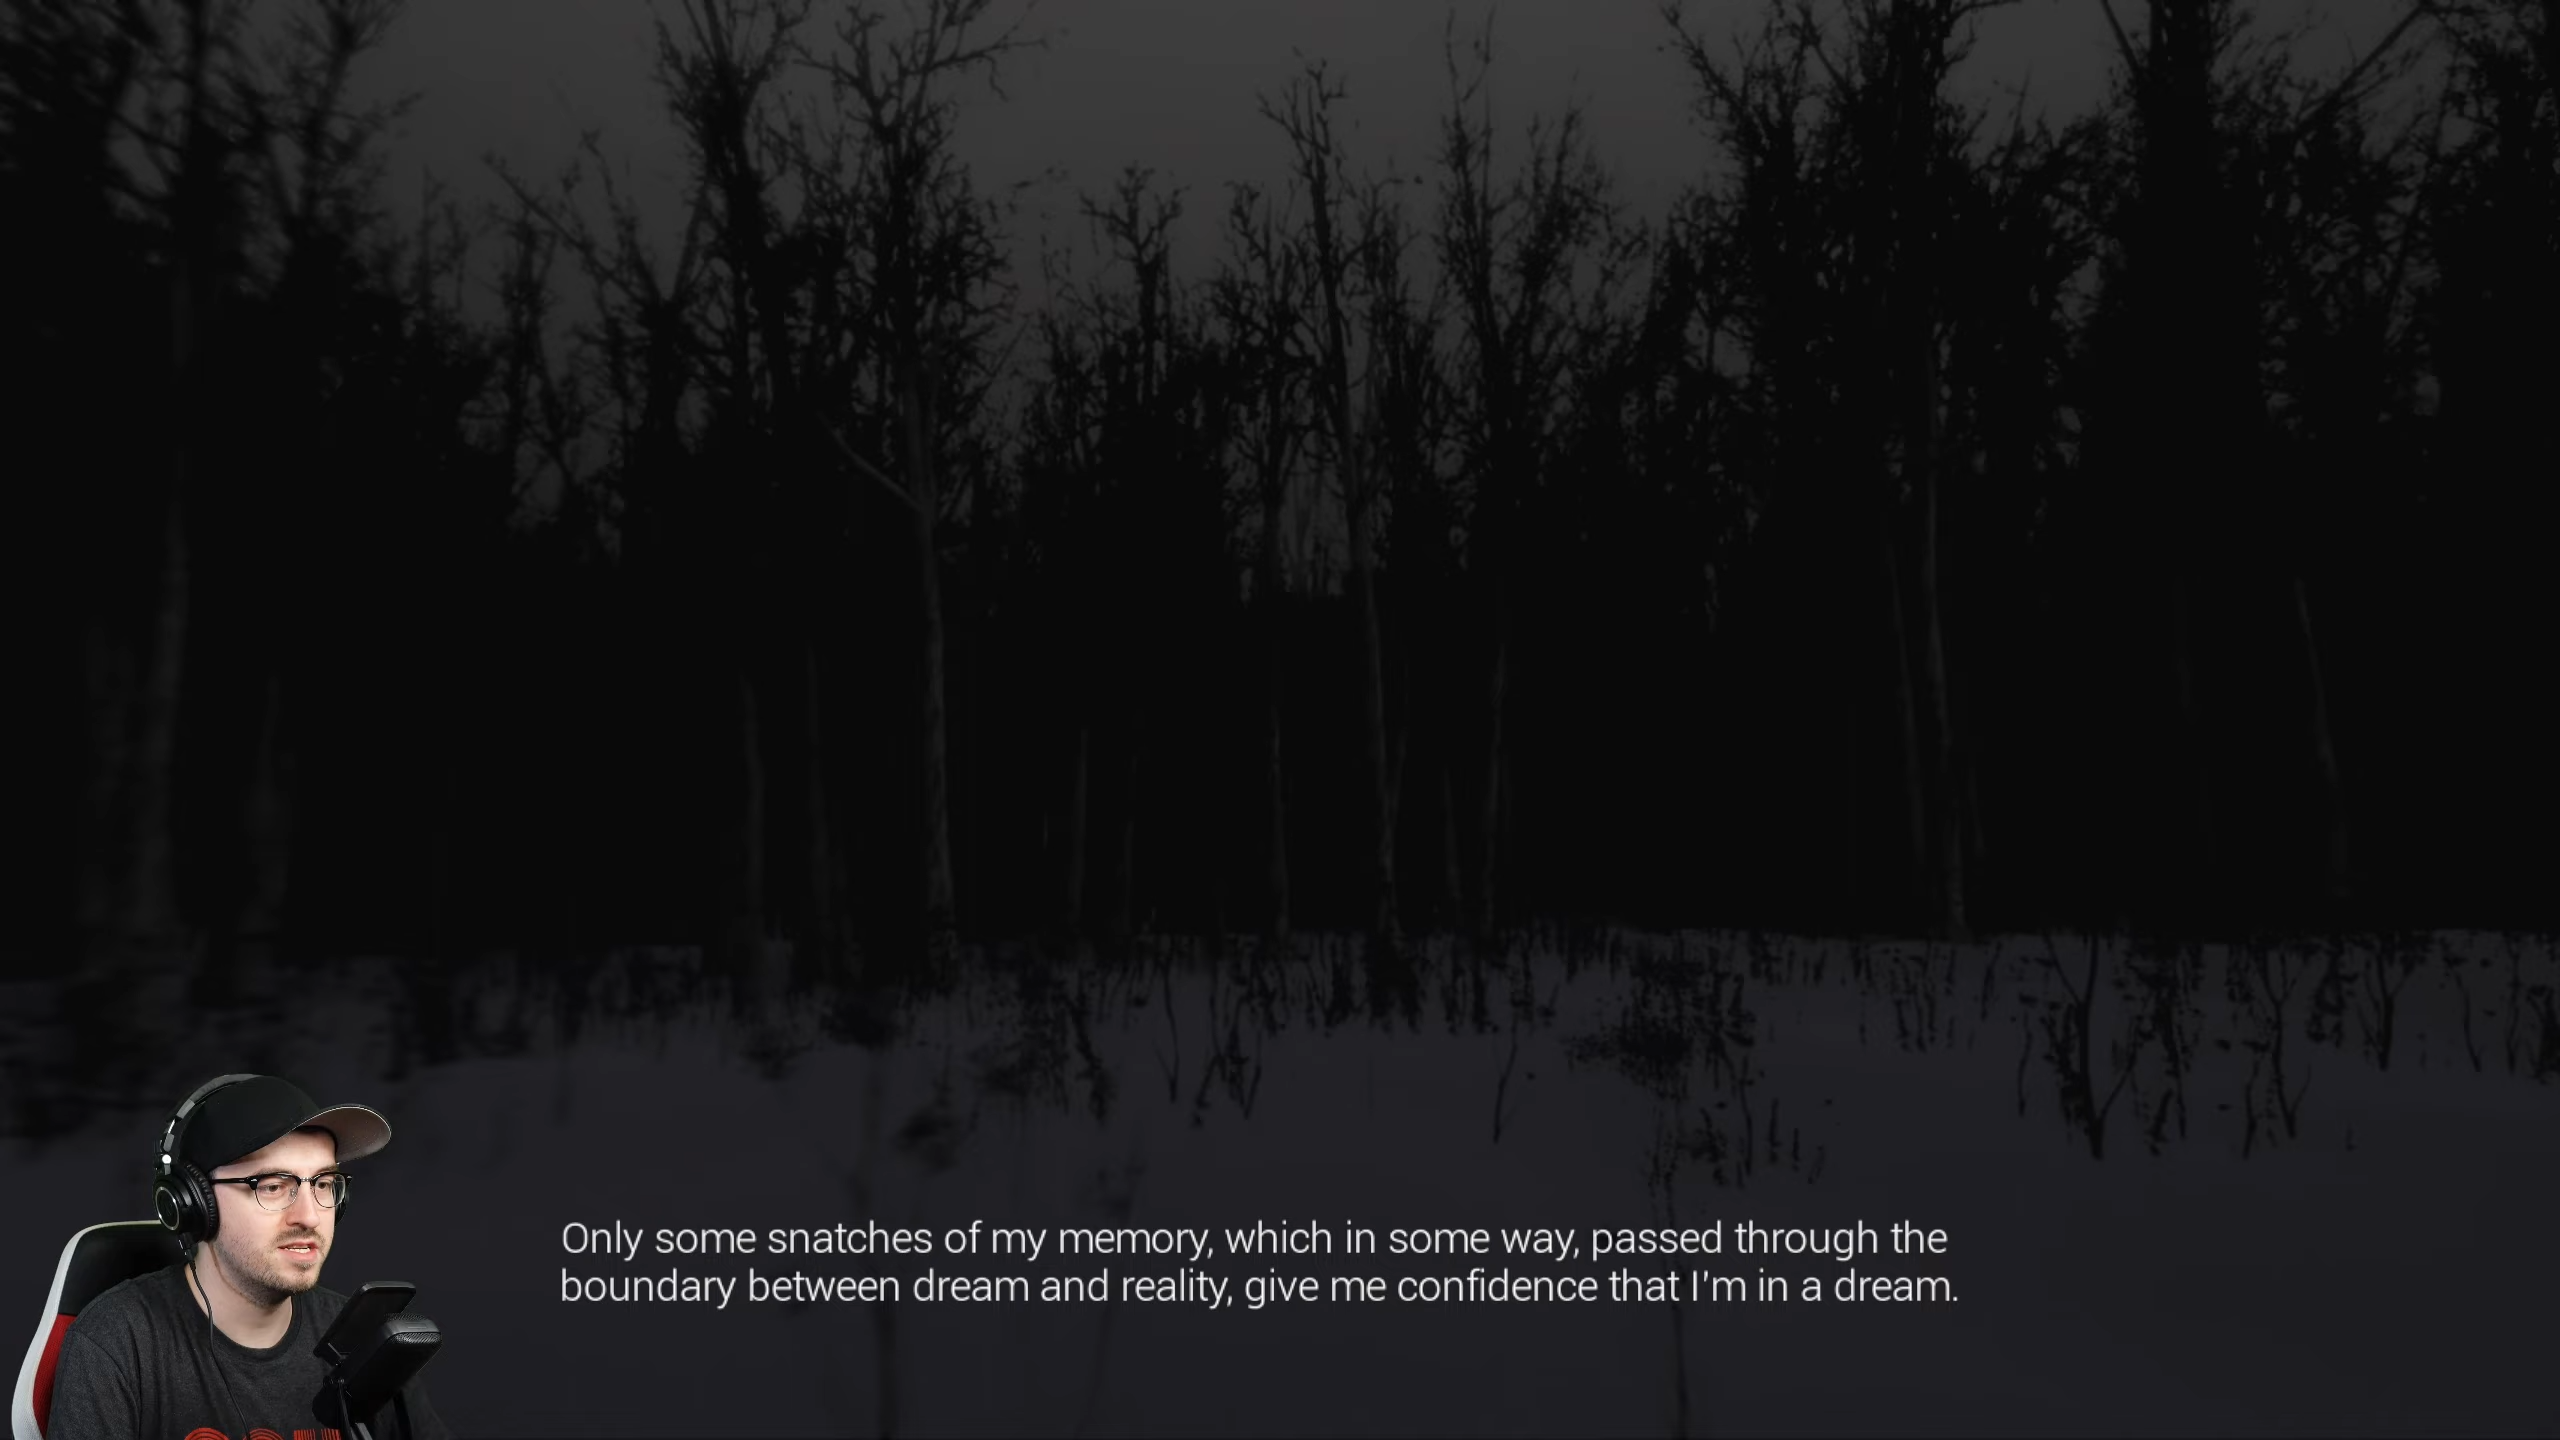 Only some snatches of my memory, which in some way, passed through the
boundary between dream and reality, give me confidence that I'm in a dream.